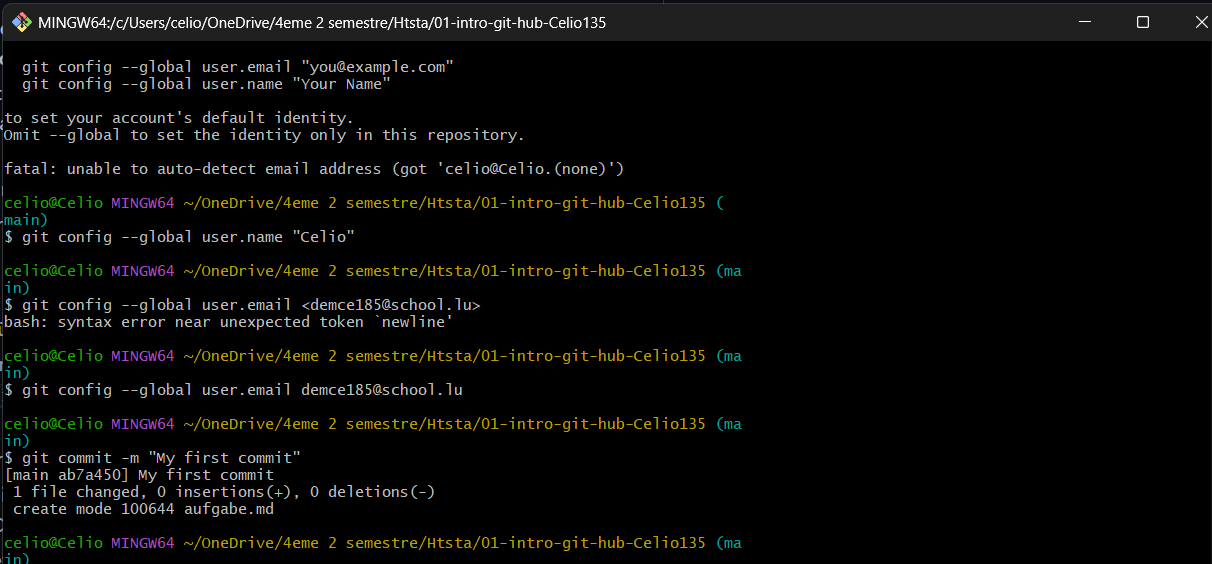 MINGW64:/c/Users/celio/OneDrive/4eme 2 semestre/Htsta/01-intro-git-hub-Celio135
git config --global user.email "you@example.com"
git config --global user.name "Your Name"
to set your account's default identity.
Omit --global to set the identity only in this repository.
fatal: unable to auto-detect email address (got 'celio@Celio.(none)')
celio@Celio MINGW64 ~/OneDrive/4eme 2 semestre/Htsta/01-intro-git-hub-Celio135 (
main)
$ git config --global user.name "Celio"
celio@Celio MINGW64 ~/OneDrive/4eme 2 semestre/Htsta/01-intro-git-hub-Celio135 (ma
in)
$ git config --global user.email <demce185@school.lu>
bash: syntax error near unexpected token `newline'
celio@Celio MINGW64 ~/OneDrive/4eme 2 semestre/Htsta/01-intro-git-hub-Celio135 (ma
in)
$ git config --global user.email demce185@school.lu
celio@Celio MINGW64 ~/OneDrive/4eme 2 semestre/Htsta/01-intro-git-hub-Celio135 (ma
in)
$ git commit -m "My first commit"
[main ab7a450] My first commit
1 file changed, 0 insertions(+), 0 deletions(-)
create mode 100644 aufgabe.md
celio@Celio MINGW64 ~/OneDrive/4eme 2 semestre/Htsta/01-intro-git-hub-Celio135 (ma
in)